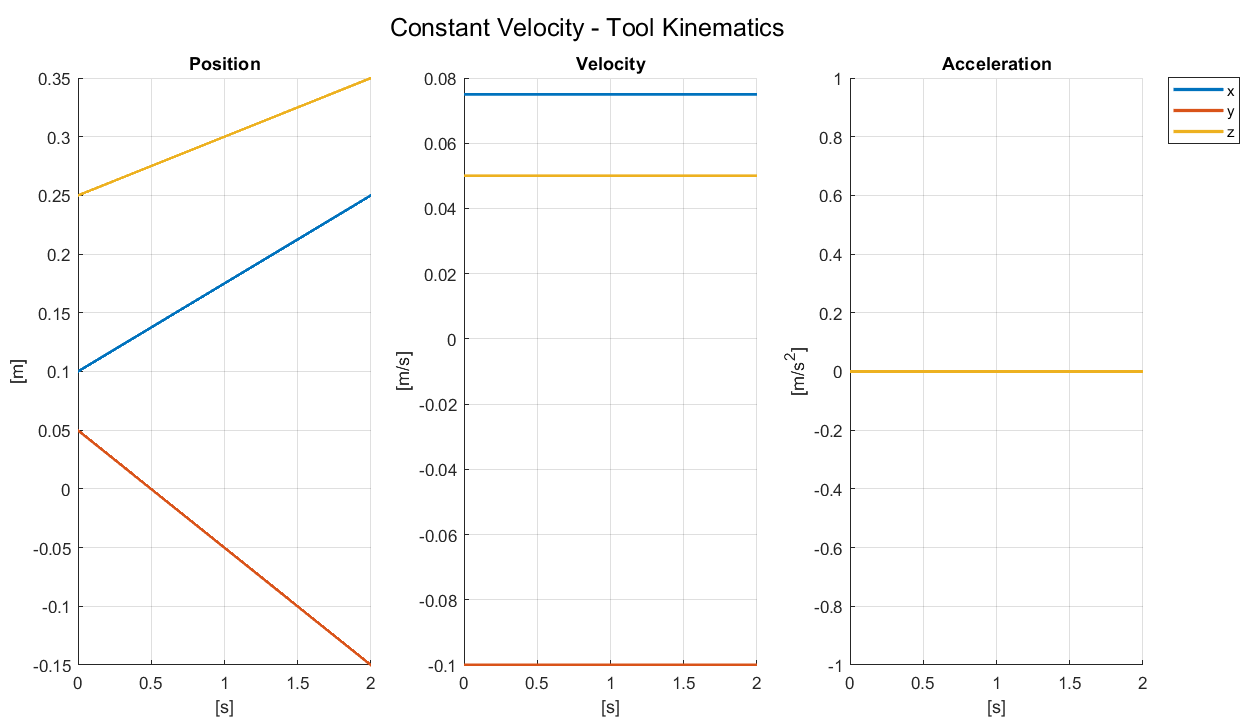 Constant Velocity - Tool Kinematics
Position
0.35
0.3
0.25
0.2
0.15
0.1
0.05
0
-0.05
-0.1
-0.15
[m]
0 0.5 1 1.5 2
[s]
Velocity
0.08
0.06
0.04
0.02
0
-0.02
-0.04
-0.06
-0.08
-0.1
[m/s]
0 0.5 1 1.5 2
[s]
Acceleration
1
0.8
0.6
0.4
0.2
0
-0.2
-0.4
-0.6
-0.8
-1
[m/s²]
0 0.5 1 1.5 2
[s]
x
y
z